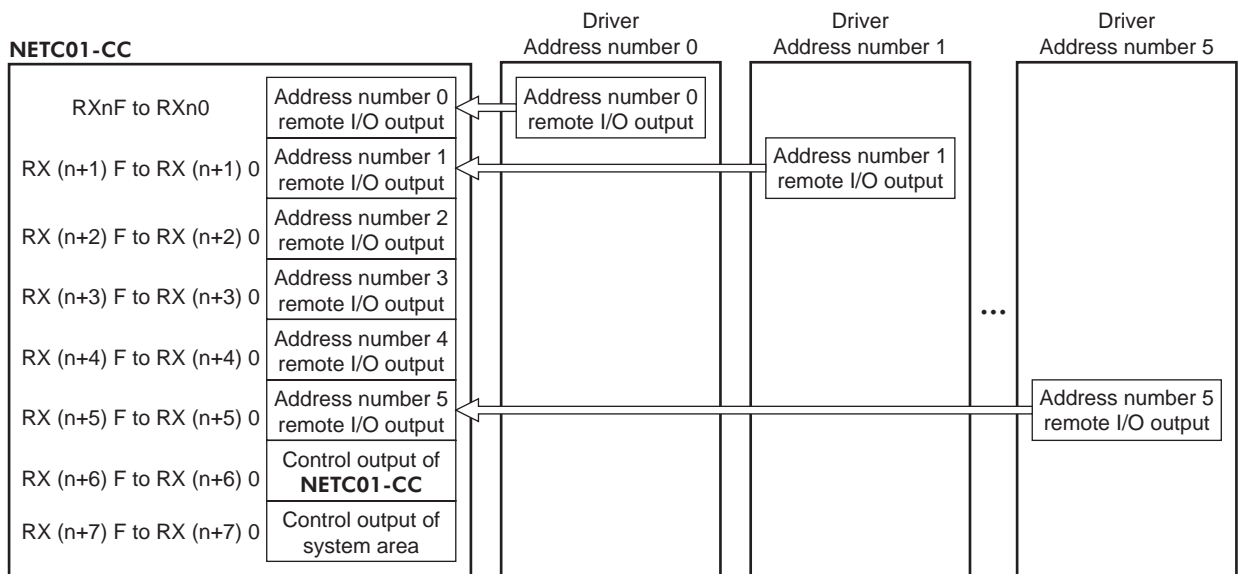 Driver
Address number 0
Driver
Address number 1
Driver
Address number 5
NETC01-CC
RXnF to RXn0
Address number 0
remote I/O output
Address number 0
remote I/O output
RX (n+1) F to RX (n+1) 0
Address number 1
remote I/O output
Address number 1
remote I/O output
RX (n+2) F to RX (n+2) 0
Address number 2
remote I/O output
RX (n+3) F to RX (n+3) 0
Address number 3
remote I/O output
...
RX (n+4) F to RX (n+4) 0
Address number 4
remote I/O output
RX (n+5) F to RX (n+5) 0
Address number 5
remote I/O output
Address number 5
remote I/O output
RX (n+6) F to RX (n+6) 0
Control output of
NETC01-CC
RX (n+7) F to RX (n+7) 0
Control output of
system area